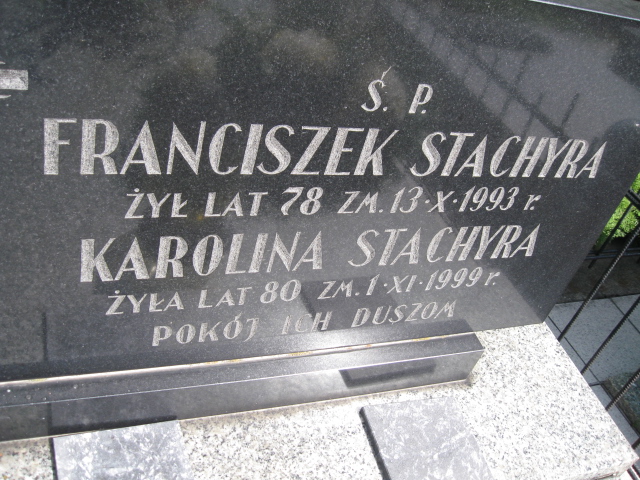 Ś. P.
FRANCISZEK STACHYRA
ŻYŁ LAT 78 ZM. 13·X·1993 r.
KAROLINA STACHYRA
ŻYŁA LAT 80 ZM. 1·XI·1999 r.
POKÓJ ICH DUSZOM